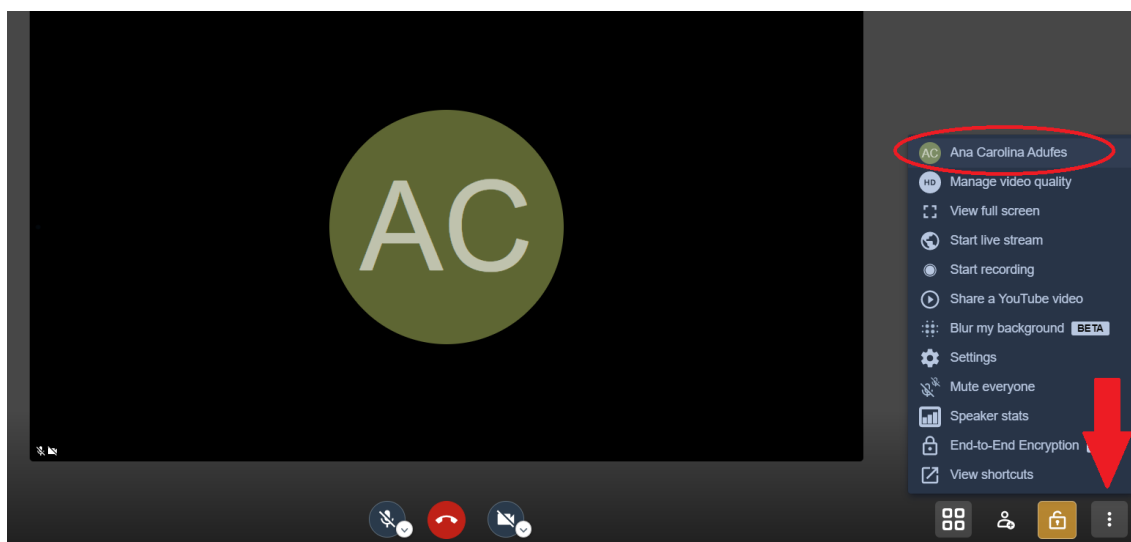 AC
AC Ana Carolina Adufes
HD Manage video quality
View full screen
Start live stream
Start recording
Share a YouTube video
Blur my background BETA
Settings
Mute everyone
Speaker stats
End-to-End Encryption
View shortcuts